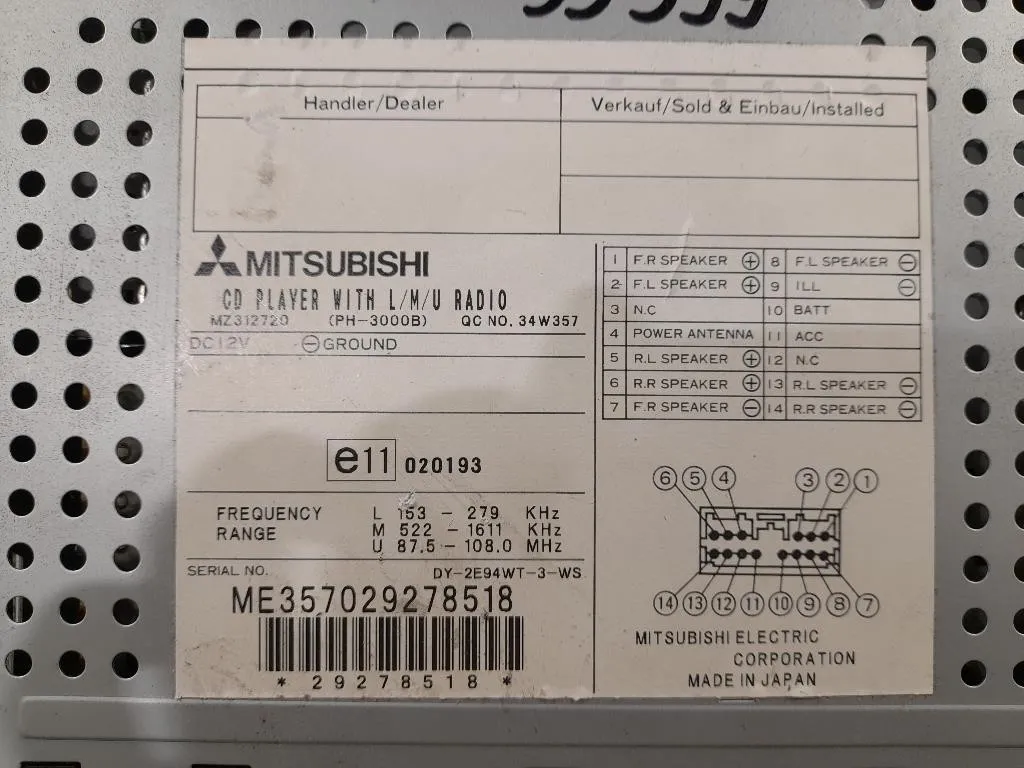 Handler/Dealer
Verkauf/Sold & Einbau/Installed
MITSUBISHI
CD PLAYER WITH L/M/U RADIO
MZ312720 (PH-3000B) QC NO. 34W357
DC12V ⊖GROUND
e11 020193
FREQUENCY RANGE
L 153 - 279 KHz
M 522 - 1611 KHz
U 87.5 - 108.0 MHz
SERIAL NO. DY-2E94WT-3-WS
ME357029278518
*29278518*
1 F.R SPEAKER ⊕ 8 F.L SPEAKER ⊖
2 F.L SPEAKER ⊕ 9 ILL ⊖
3 N.C 10 BATT
4 POWER ANTENNA 11 ACC
5 R.L SPEAKER ⊕ 12 N.C
6 R.R SPEAKER ⊕ 13 R.L SPEAKER ⊖
7 F.R SPEAKER ⊖ 14 R.R SPEAKER ⊖
6 5 4 3 2 1
14 13 12 11 10 9 8 7
MITSUBISHI ELECTRIC
CORPORATION
MADE IN JAPAN